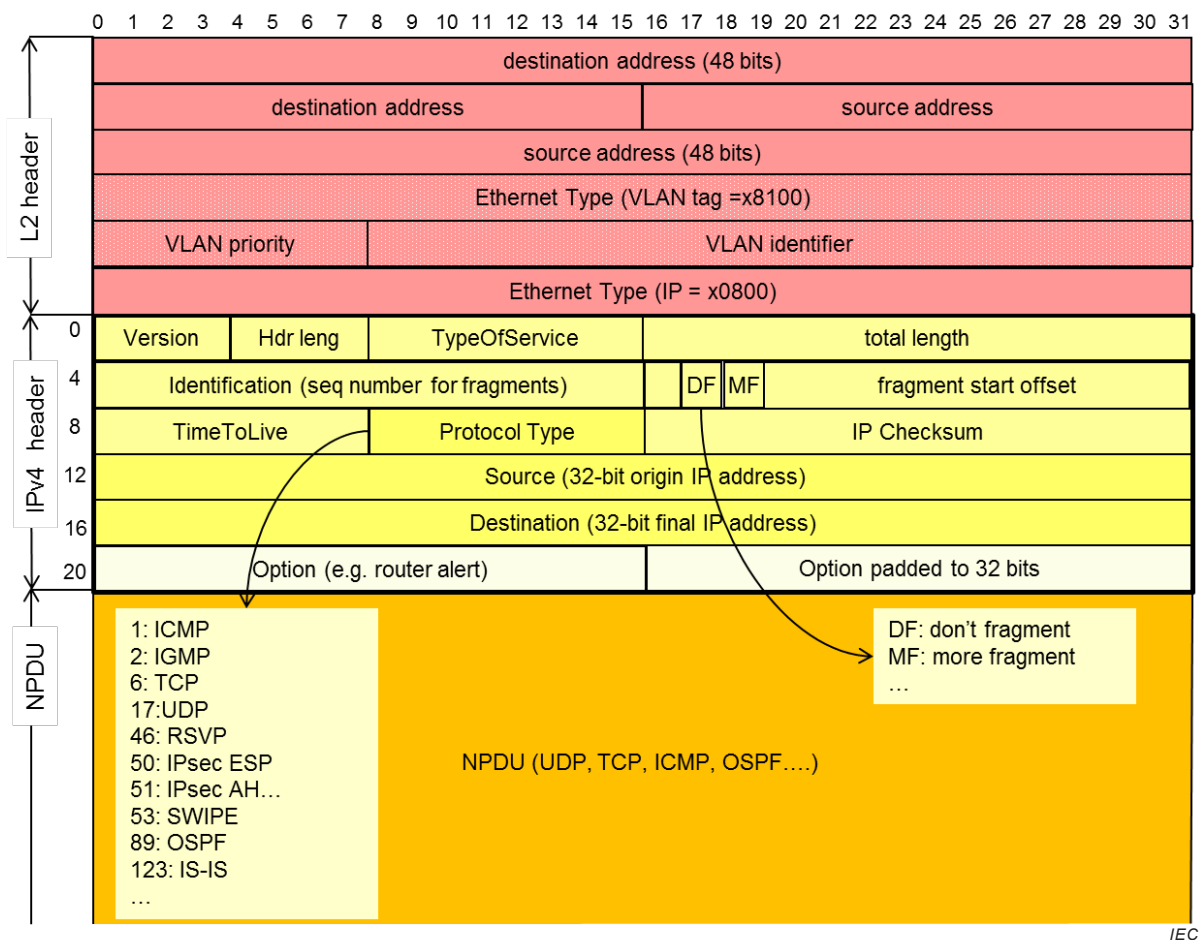 0 1 2 3 4 5 6 7 8 9 10 11 12 13 14 15 16 17 18 19 20 21 22 23 24 25 26 27 28 29 30 31
L2 header
destination address (48 bits)
destination address source address
source address (48 bits)
Ethernet Type (VLAN tag =x8100)
VLAN priority VLAN identifier
Ethernet Type (IP = x0800)
IPv4 header
0 Version Hdr leng TypeOfService total length
4 Identification (seq number for fragments) DF MF fragment start offset
8 TimeToLive Protocol Type IP Checksum
12 Source (32-bit origin IP address)
16 Destination (32-bit final IP address)
20 Option (e.g. router alert) Option padded to 32 bits
NPDU
1: ICMP
2: IGMP
6: TCP
17:UDP
46: RSVP
50: IPsec ESP
51: IPsec AH…
53: SWIPE
89: OSPF
123: IS-IS
…
NPDU (UDP, TCP, ICMP, OSPF….)
DF: don’t fragment
MF: more fragment
…
IEC